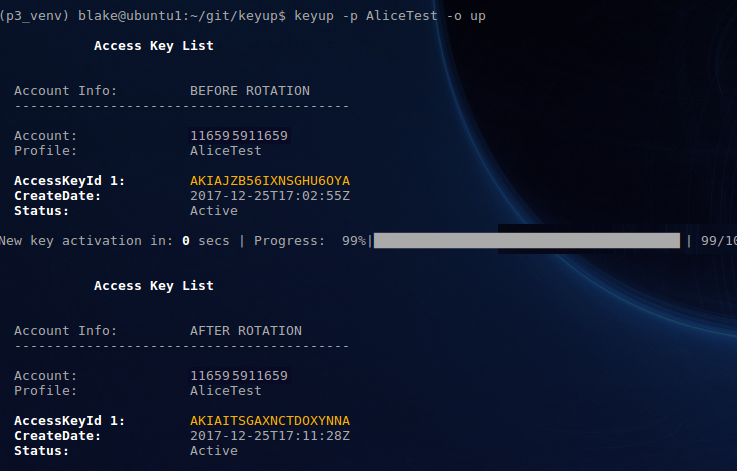 (p3_venv) blake@ubuntu1:~/git/keyup$ keyup -p AliceTest -o up
Access Key List
Account Info: BEFORE ROTATION
-------------------------------------------
Account: 116595911659
Profile: AliceTest
AccessKeyId 1: AKIAJZB56IXNSGHU6OYA
CreateDate: 2017-12-25T17:02:55Z
Status: Active
New key activation in: 0 secs | Progress: 99%| | 99/10
Access Key List
Account Info: AFTER ROTATION
-------------------------------------------
Account: 116595911659
Profile: AliceTest
AccessKeyId 1: AKIAITSGAXNCTDOXYNNA
CreateDate: 2017-12-25T17:11:28Z
Status: Active